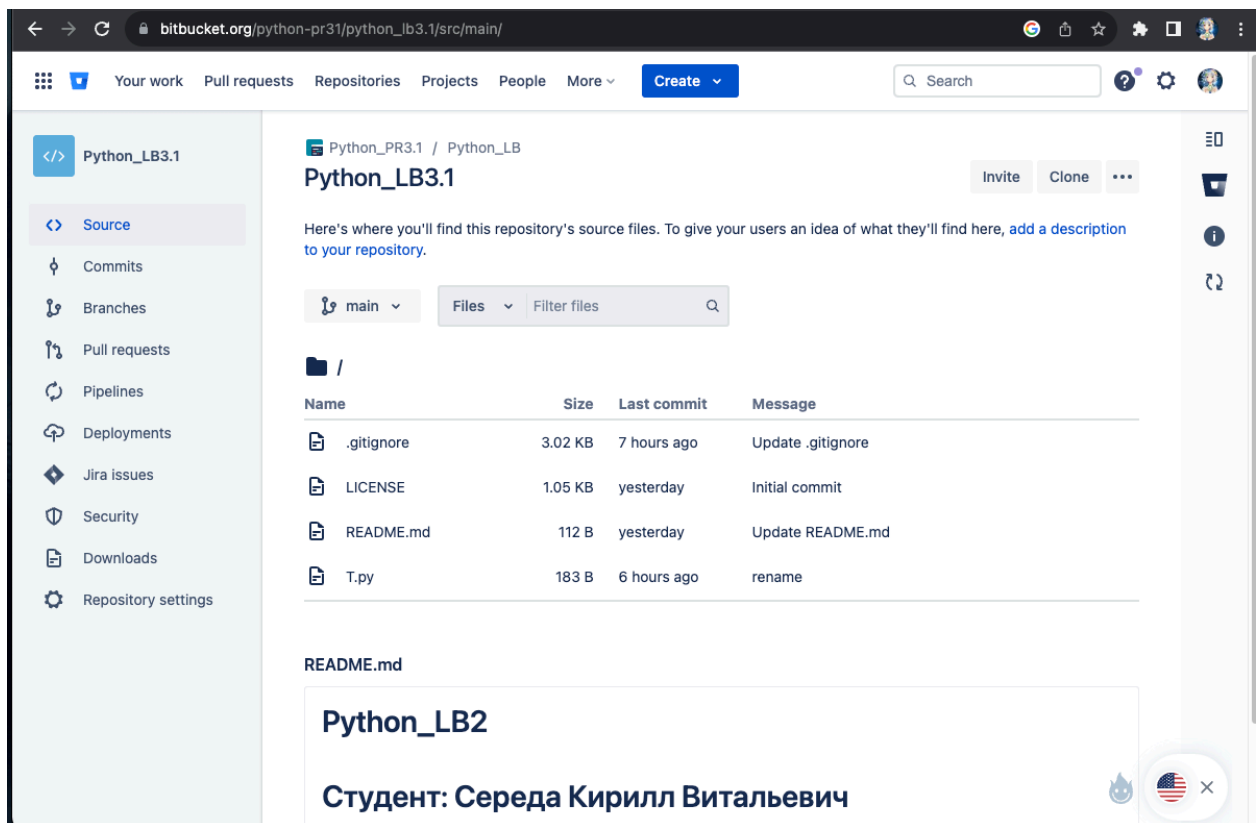 bitbucket.org/python-pr31/python_lb3.1/src/main/
Your work Pull requests Repositories Projects People More Create Search
Python_LB3.1
Source
Commits
Branches
Pull requests
Pipelines
Deployments
Jira issues
Security
Downloads
Repository settings
Python_PR3.1 / Python_LB
Python_LB3.1
Invite Clone
Here's where you'll find this repository's source files. To give your users an idea of what they'll find here, add a description
to your repository.
main Files Filter files
/
Name Size Last commit Message
.gitignore 3.02 KB 7 hours ago Update .gitignore
LICENSE 1.05 KB yesterday Initial commit
README.md 112 B yesterday Update README.md
T.py 183 B 6 hours ago rename
README.md
Python_LB2
Студент: Середа Кирилл Витальевич